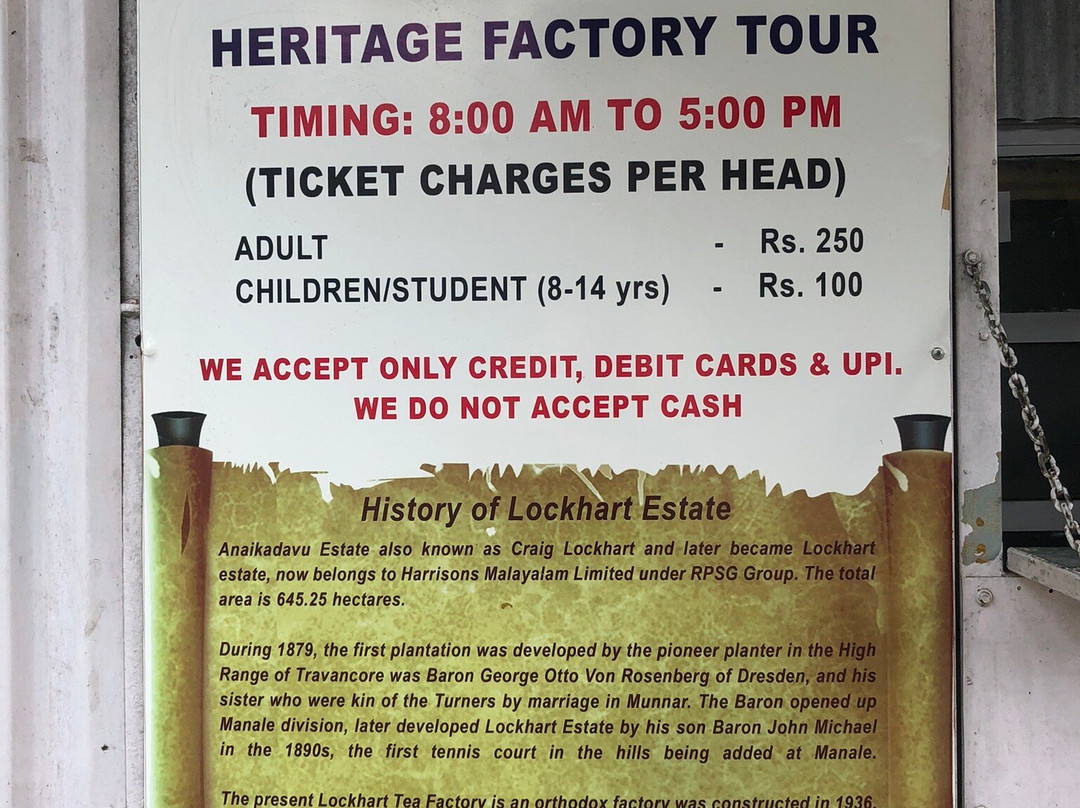 HERITAGE FACTORY TOUR
TIMING: 8:00 AM TO 5:00 PM
(TICKET CHARGES PER HEAD)
ADULT - Rs. 250
CHILDREN/STUDENT (8-14 yrs) - Rs. 100
WE ACCEPT ONLY CREDIT, DEBIT CARDS & UPI.
WE DO NOT ACCEPT CASH
History of Lockhart Estate
Anaikadavu Estate also known as Craig Lockhart and later became Lockhart
estate, now belongs to Harrisons Malayalam Limited under RPSG Group. The total
area is 645.25 hectares.
During 1879, the first plantation was developed by the pioneer planter in the High
Range of Travancore was Baron George Otto Von Rosenberg of Dresden, and his
sister who were kin of the Turners by marriage in Munnar. The Baron opened up
Manale division, later developed Lockhart Estate by his son Baron John Michael
in the 1890s, the first tennis court in the hills being added at Manale.
The present Lockhart Tea Factory is an orthodox factory was constructed in 1936.